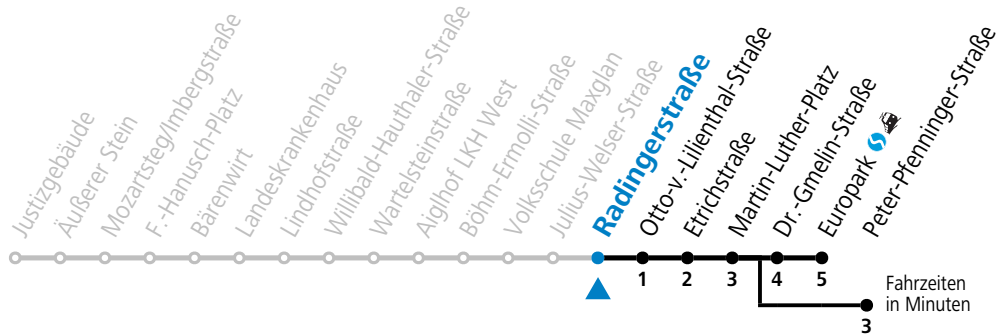 Justizgebäude
Äußerer Stein
Mozartsteg/Imbergstraße
F.-Hanusch-Platz
Bärenwirt
Landeskrankenhaus
Lindhofstraße
Willibald-Hauthaler-Straße
Wartelsteinstraße
Aiglhof LKH West
Böhm-Ermolli-Straße
Volksschule Maxglan
Julius-Welser-Straße
Radingerstraße
Otto-v.-Lilienthal-Straße
Etrichstraße
Martin-Luther-Platz
Dr.-Gmelin-Straße
Europark
Peter-Pfenninger-Straße
1 2 3 4 5
Fahrzeiten
in Minuten
3